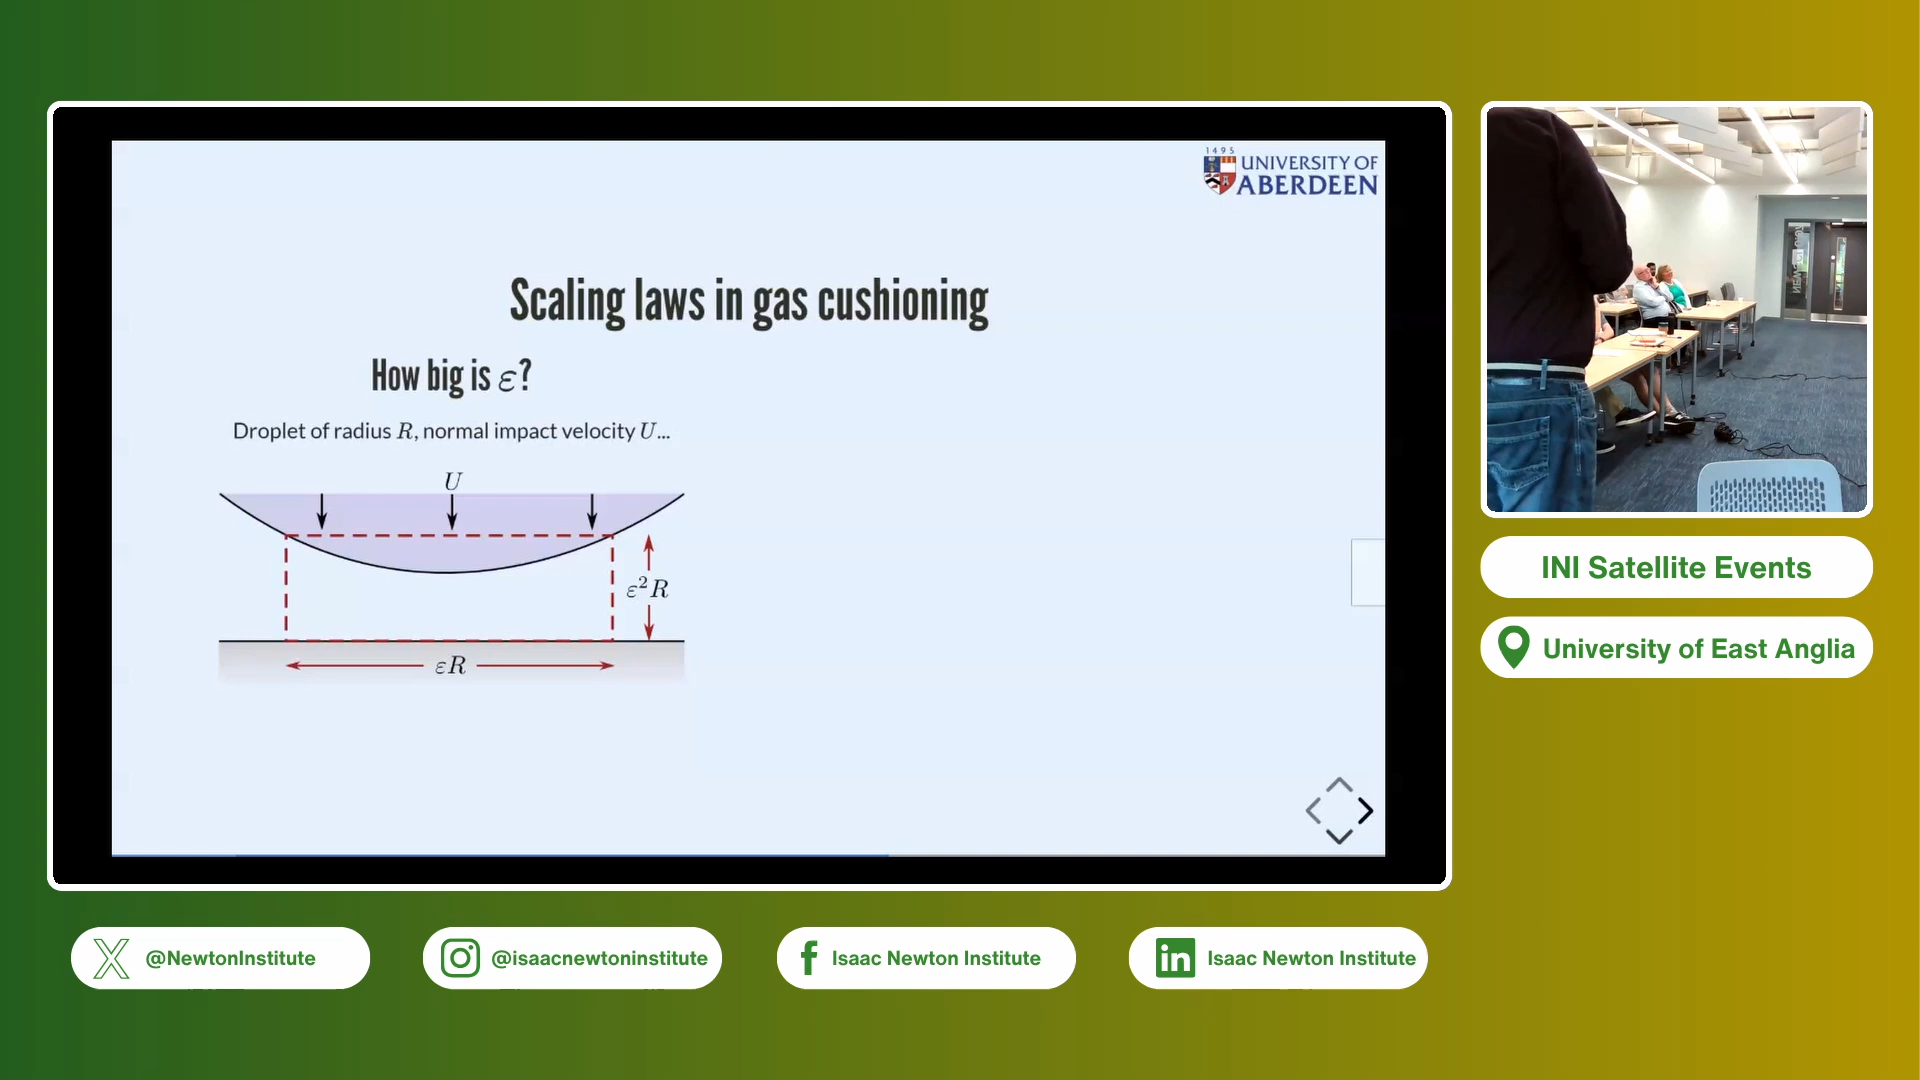 1495
UNIVERSITY OF
ABERDEEN
Scaling laws in gas cushioning
How big is ε?
Droplet of radius R, normal impact velocity U...
U
ε²R
εR
INI Satellite Events
University of East Anglia
@NewtonInstitute
@isaacnewtoninstitute
Isaac Newton Institute
Isaac Newton Institute